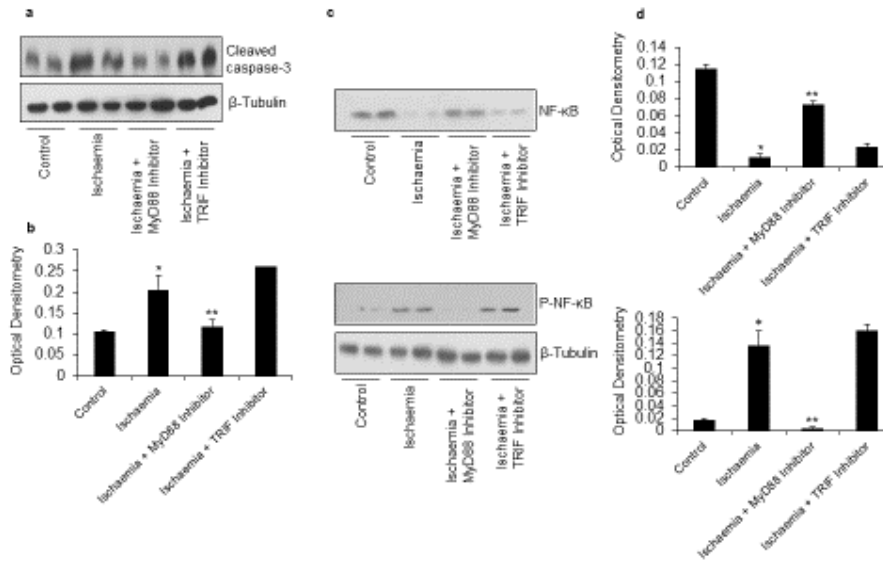 a
Cleaved
caspase-3
β-Tubulin
Control
Ischaemia
Ischaemia +
MyD88 Inhibitor
Ischaemia +
TRIF Inhibitor
b
Optical Densitometry
0.3
0.25
0.2
0.15
0.1
0.05
0
*
**
Control
Ischaemia
Ischaemia + MyD88 Inhibitor
Ischaemia + TRIF Inhibitor
c
NF-κB
Control
Ischaemia
Ischaemia +
MyD88 Inhibitor
Ischaemia +
TRIF Inhibitor
P-NF-κB
β-Tubulin
Control
Ischaemia
Ischaemia +
MyD88 Inhibitor
Ischaemia +
TRIF Inhibitor
d
Optical Densitometry
0.14
0.12
0.1
0.08
0.06
0.04
0.02
0
*
**
Control
Ischaemia
Ischaemia + MyD88 Inhibitor
Ischaemia + TRIF Inhibitor
Optical Densitometry
0.18
0.16
0.14
0.12
0.1
0.08
0.06
0.04
0.02
0
*
**
Control
Ischaemia
Ischaemia + MyD88 Inhibitor
Ischaemia + TRIF Inhibitor